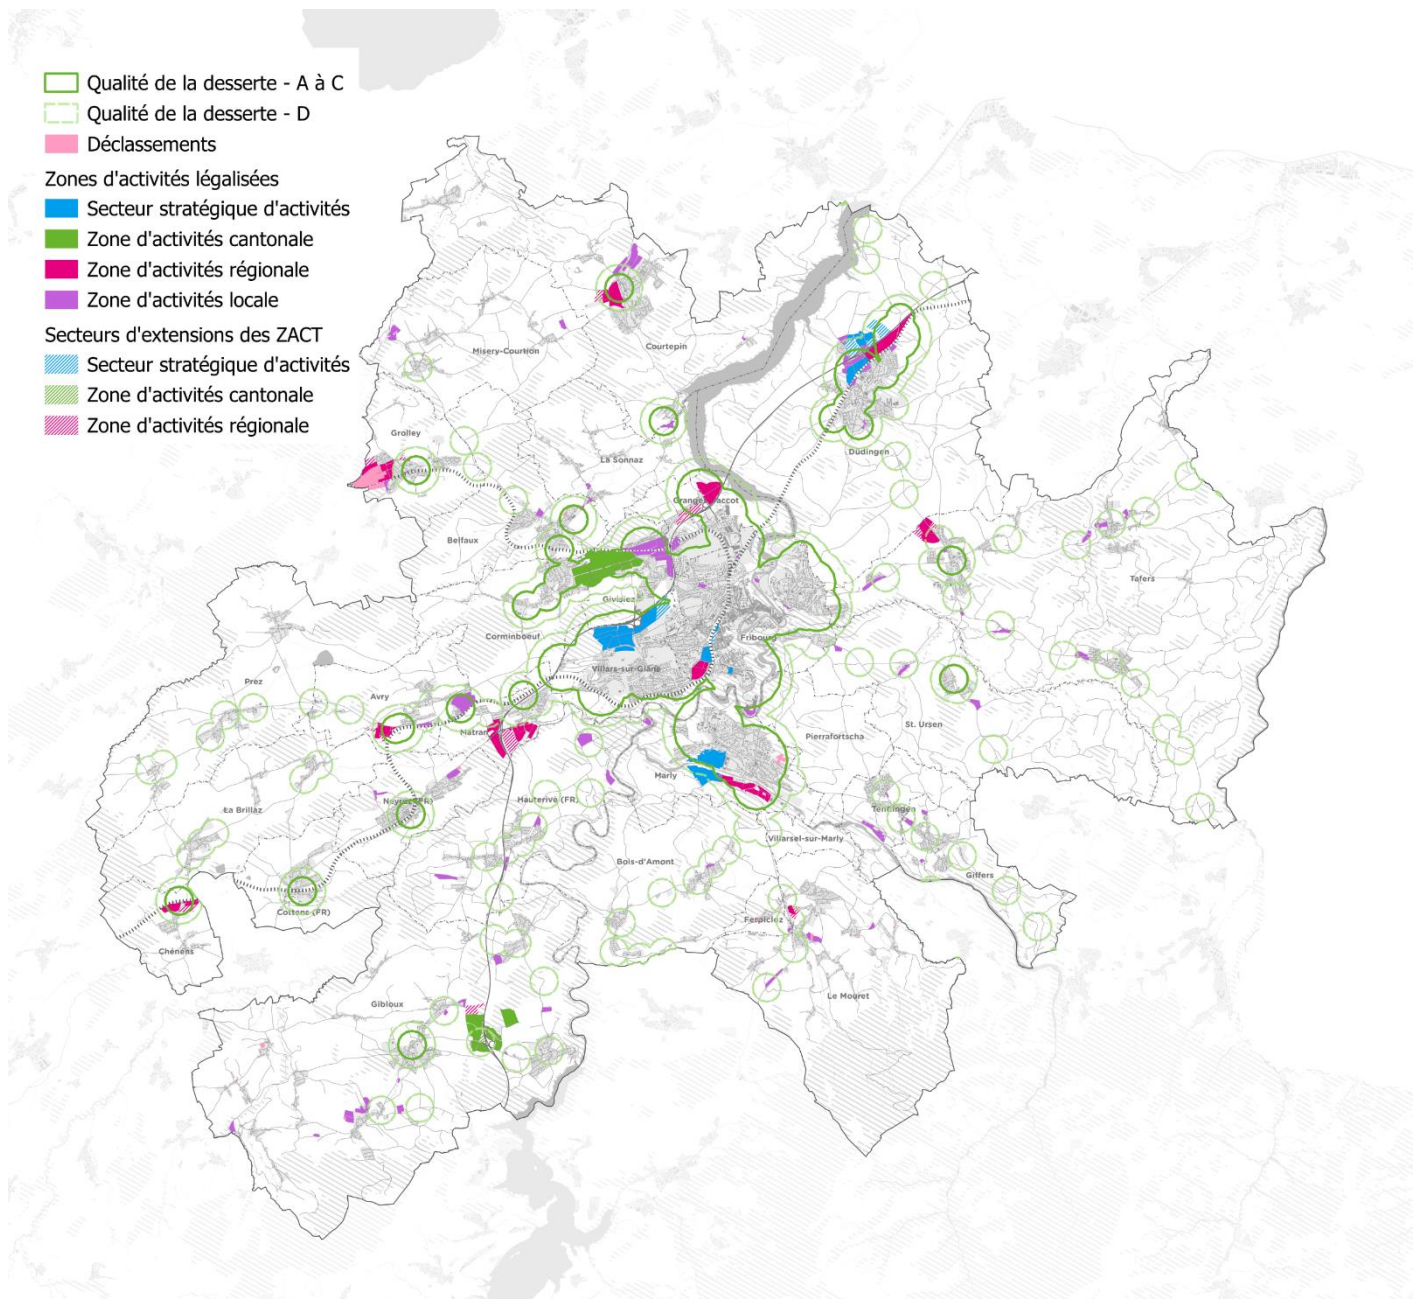 Qualité de la desserte - A à C
Qualité de la desserte - D
Déclassements
Zones d'activités légalisées
Secteur stratégique d'activités
Zone d'activités cantonale
Zone d'activités régionale
Zone d'activités locale
Secteurs d'extensions des ZACT
Secteur stratégique d'activités
Zone d'activités cantonale
Zone d'activités régionale
Misery-Courtion
Courtepin
Grolley
La Sonnaz
Düdingen
Belfaux
Tafers
Givisiez
Corminboeuf
Fribourg
Villars-sur-Glâne
Prez
Avry
St. Ursen
Matran
Pierrafortscha
Marly
La Brillaz
Neyruz (FR)
Hauterive (FR)
Tentlingen
Villarsel-sur-Marly
Bois-d'Amont
Giffers
Cottens (FR)
Ferpicloz
Chénens
Gibloux
Le Mouret